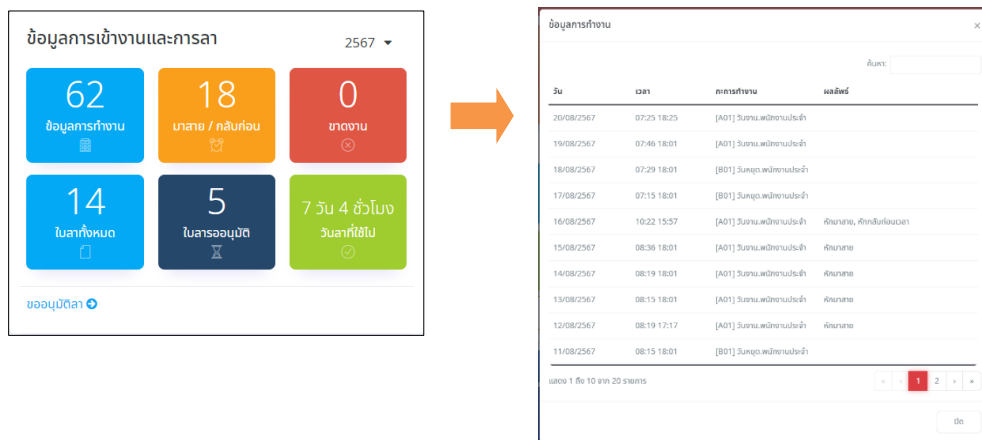 ข้อมูลการเข้างานและการลา
2567
62
ข้อมูลการทำงาน
18
มาสาย / กลับก่อน
0
ขาดงาน
14
ใบลาทั้งหมด
5
ใบลารออนุมัติ
7 วัน 4 ชั่วโมง
วันลาที่ใช้ไป
ขออนุมัติลา
ข้อมูลการทำงาน ×
ค้นหา:
วัน เวลา กะการทำงาน ผลลัพธ์
20/08/2567 07:25 18:25 [A01] วันงาน.พนักงานประจำ
19/08/2567 07:46 18:01 [A01] วันงาน.พนักงานประจำ
18/08/2567 07:29 18:01 [B01] วันหยุด.พนักงานประจำ
17/08/2567 07:15 18:01 [B01] วันหยุด.พนักงานประจำ
16/08/2567 10:22 15:57 [A01] วันงาน.พนักงานประจำ หักมาสาย, หักกลับก่อนเวลา
15/08/2567 08:36 18:01 [A01] วันงาน.พนักงานประจำ หักมาสาย
14/08/2567 08:19 18:01 [A01] วันงาน.พนักงานประจำ หักมาสาย
13/08/2567 08:15 18:01 [A01] วันงาน.พนักงานประจำ หักมาสาย
12/08/2567 08:19 17:17 [A01] วันงาน.พนักงานประจำ หักมาสาย
11/08/2567 08:15 18:01 [B01] วันหยุด.พนักงานประจำ
แสดง 1 ถึง 10 จาก 20 รายการ « ‹ 1 2 › »
ปิด